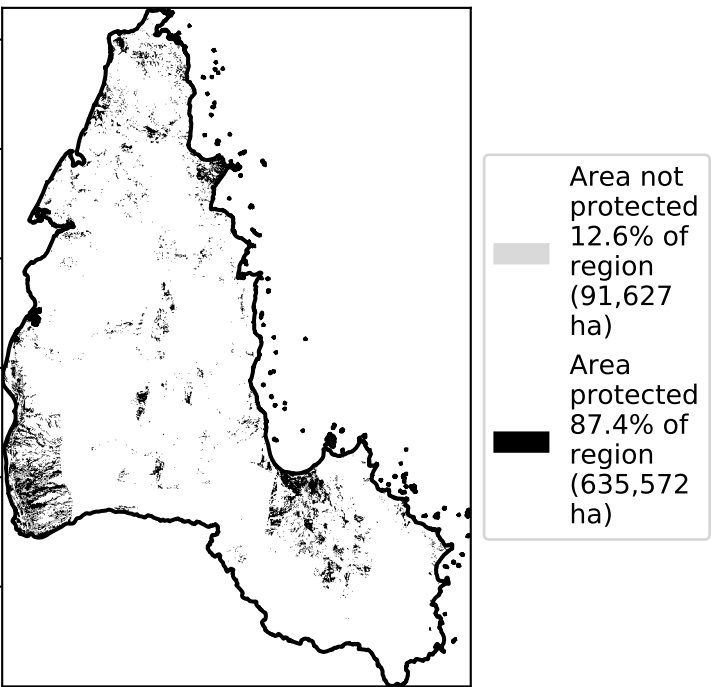 Area not
protected
12.6% of
region
(91,627
ha)
Area
protected
87.4% of
region
(635,572
ha)